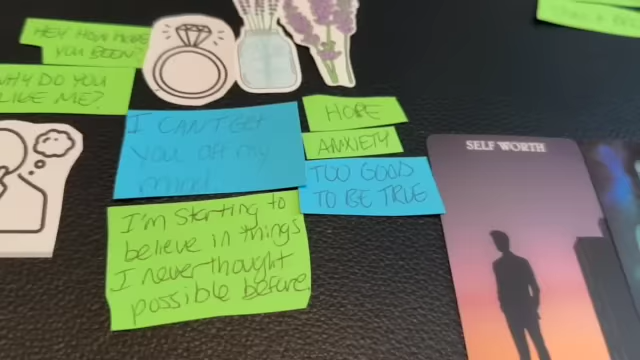 HEY HOW HAVE
YOU BEEN?
WHY DO YOU
LIKE ME?
I CAN'T GET
YOU off my
mind!
HOPE
ANXIETY
TOO GOOD
TO BE TRUE
I'm starting to
believe in things
I never thought
possible before.
SELF WORTH